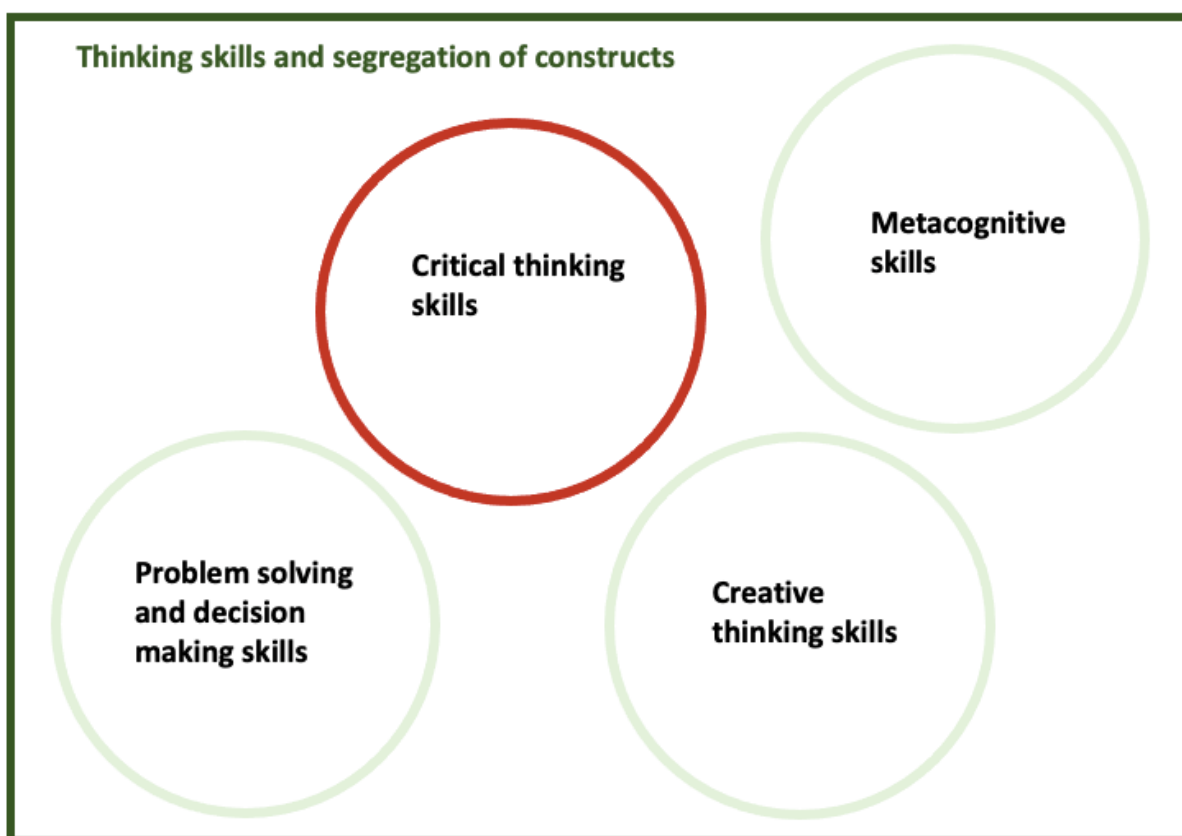 Thinking skills and segregation of constructs
Critical thinking
skills
Metacognitive
skills
Problem solving
and decision
making skills
Creative
thinking skills